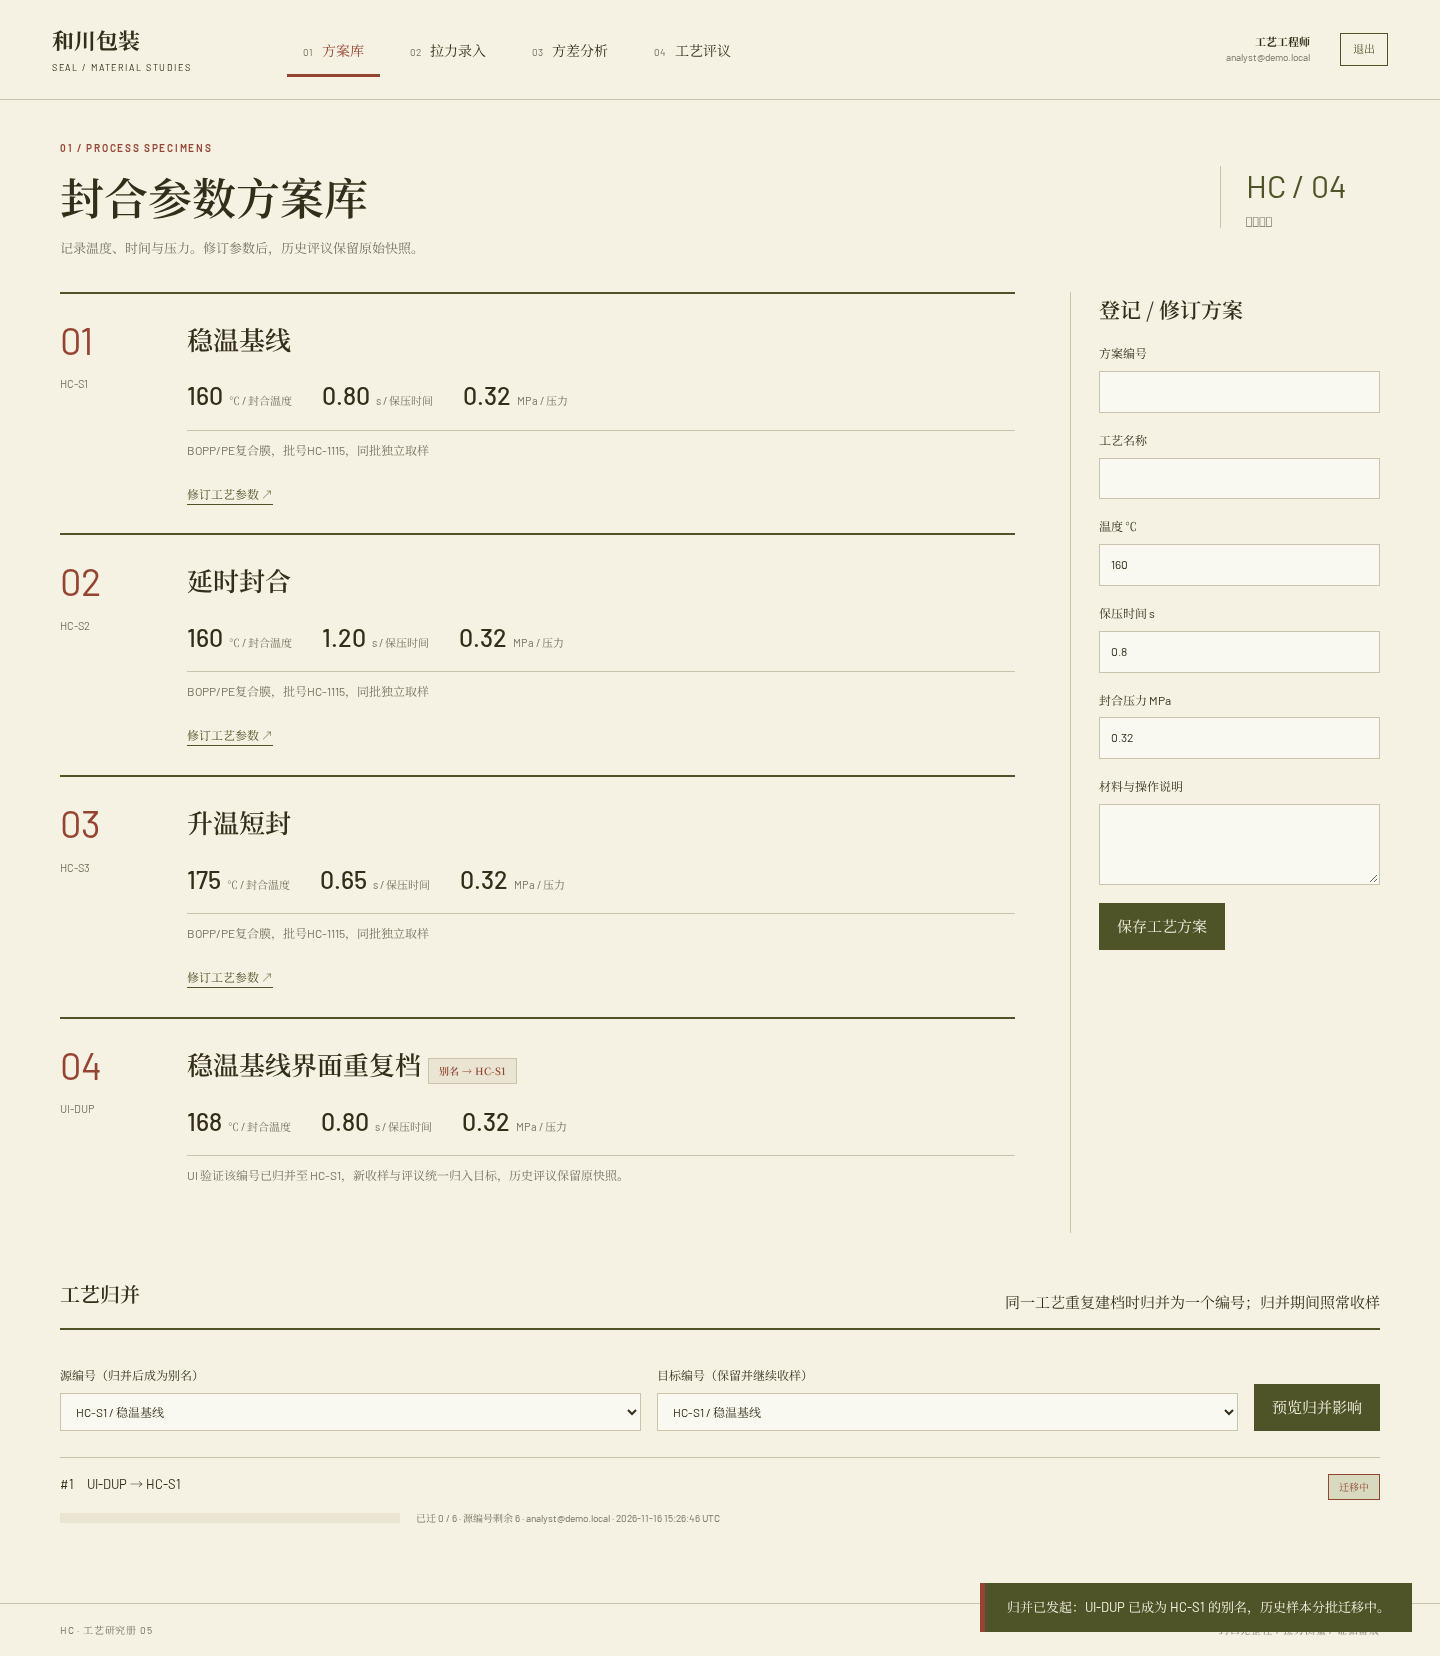 和川包装
SEAL / MATERIAL STUDIES
01 方案库
02 拉力录入
03 方差分析
04 工艺评议
工艺工程师
analyst@demo.local
退出
01 / PROCESS SPECIMENS
封合参数方案库
记录温度、时间与压力。修订参数后，历史评议保留原始快照。
HC / 04
01
HC-S1
稳温基线
160 °C / 封合温度 0.80 s / 保压时间 0.32 MPa / 压力
BOPP/PE复合膜，批号HC-1115，同批独立取样
修订工艺参数 ↗
02
HC-S2
延时封合
160 °C / 封合温度 1.20 s / 保压时间 0.32 MPa / 压力
BOPP/PE复合膜，批号HC-1115，同批独立取样
修订工艺参数 ↗
03
HC-S3
升温短封
175 °C / 封合温度 0.65 s / 保压时间 0.32 MPa / 压力
BOPP/PE复合膜，批号HC-1115，同批独立取样
修订工艺参数 ↗
04
UI-DUP
稳温基线界面重复档 别名 → HC-S1
168 °C / 封合温度 0.80 s / 保压时间 0.32 MPa / 压力
UI 验证该编号已归并至 HC-S1，新收样与评议统一归入目标，历史评议保留原快照。
登记 / 修订方案
方案编号
工艺名称
温度 °C
160
保压时间 s
0.8
封合压力 MPa
0.32
材料与操作说明
保存工艺方案
工艺归并
同一工艺重复建档时归并为一个编号；归并期间照常收样
源编号（归并后成为别名）
HC-S1 / 稳温基线
目标编号（保留并继续收样）
HC-S1 / 稳温基线
预览归并影响
#1 UI-DUP → HC-S1
迁移中
已迁 0 / 6 · 源编号剩余 6 · analyst@demo.local · 2026-11-16 15:26:46 UTC
归并已发起：UI-DUP 已成为 HC-S1 的别名，历史样本分批迁移中。
HC · 工艺研究册 05